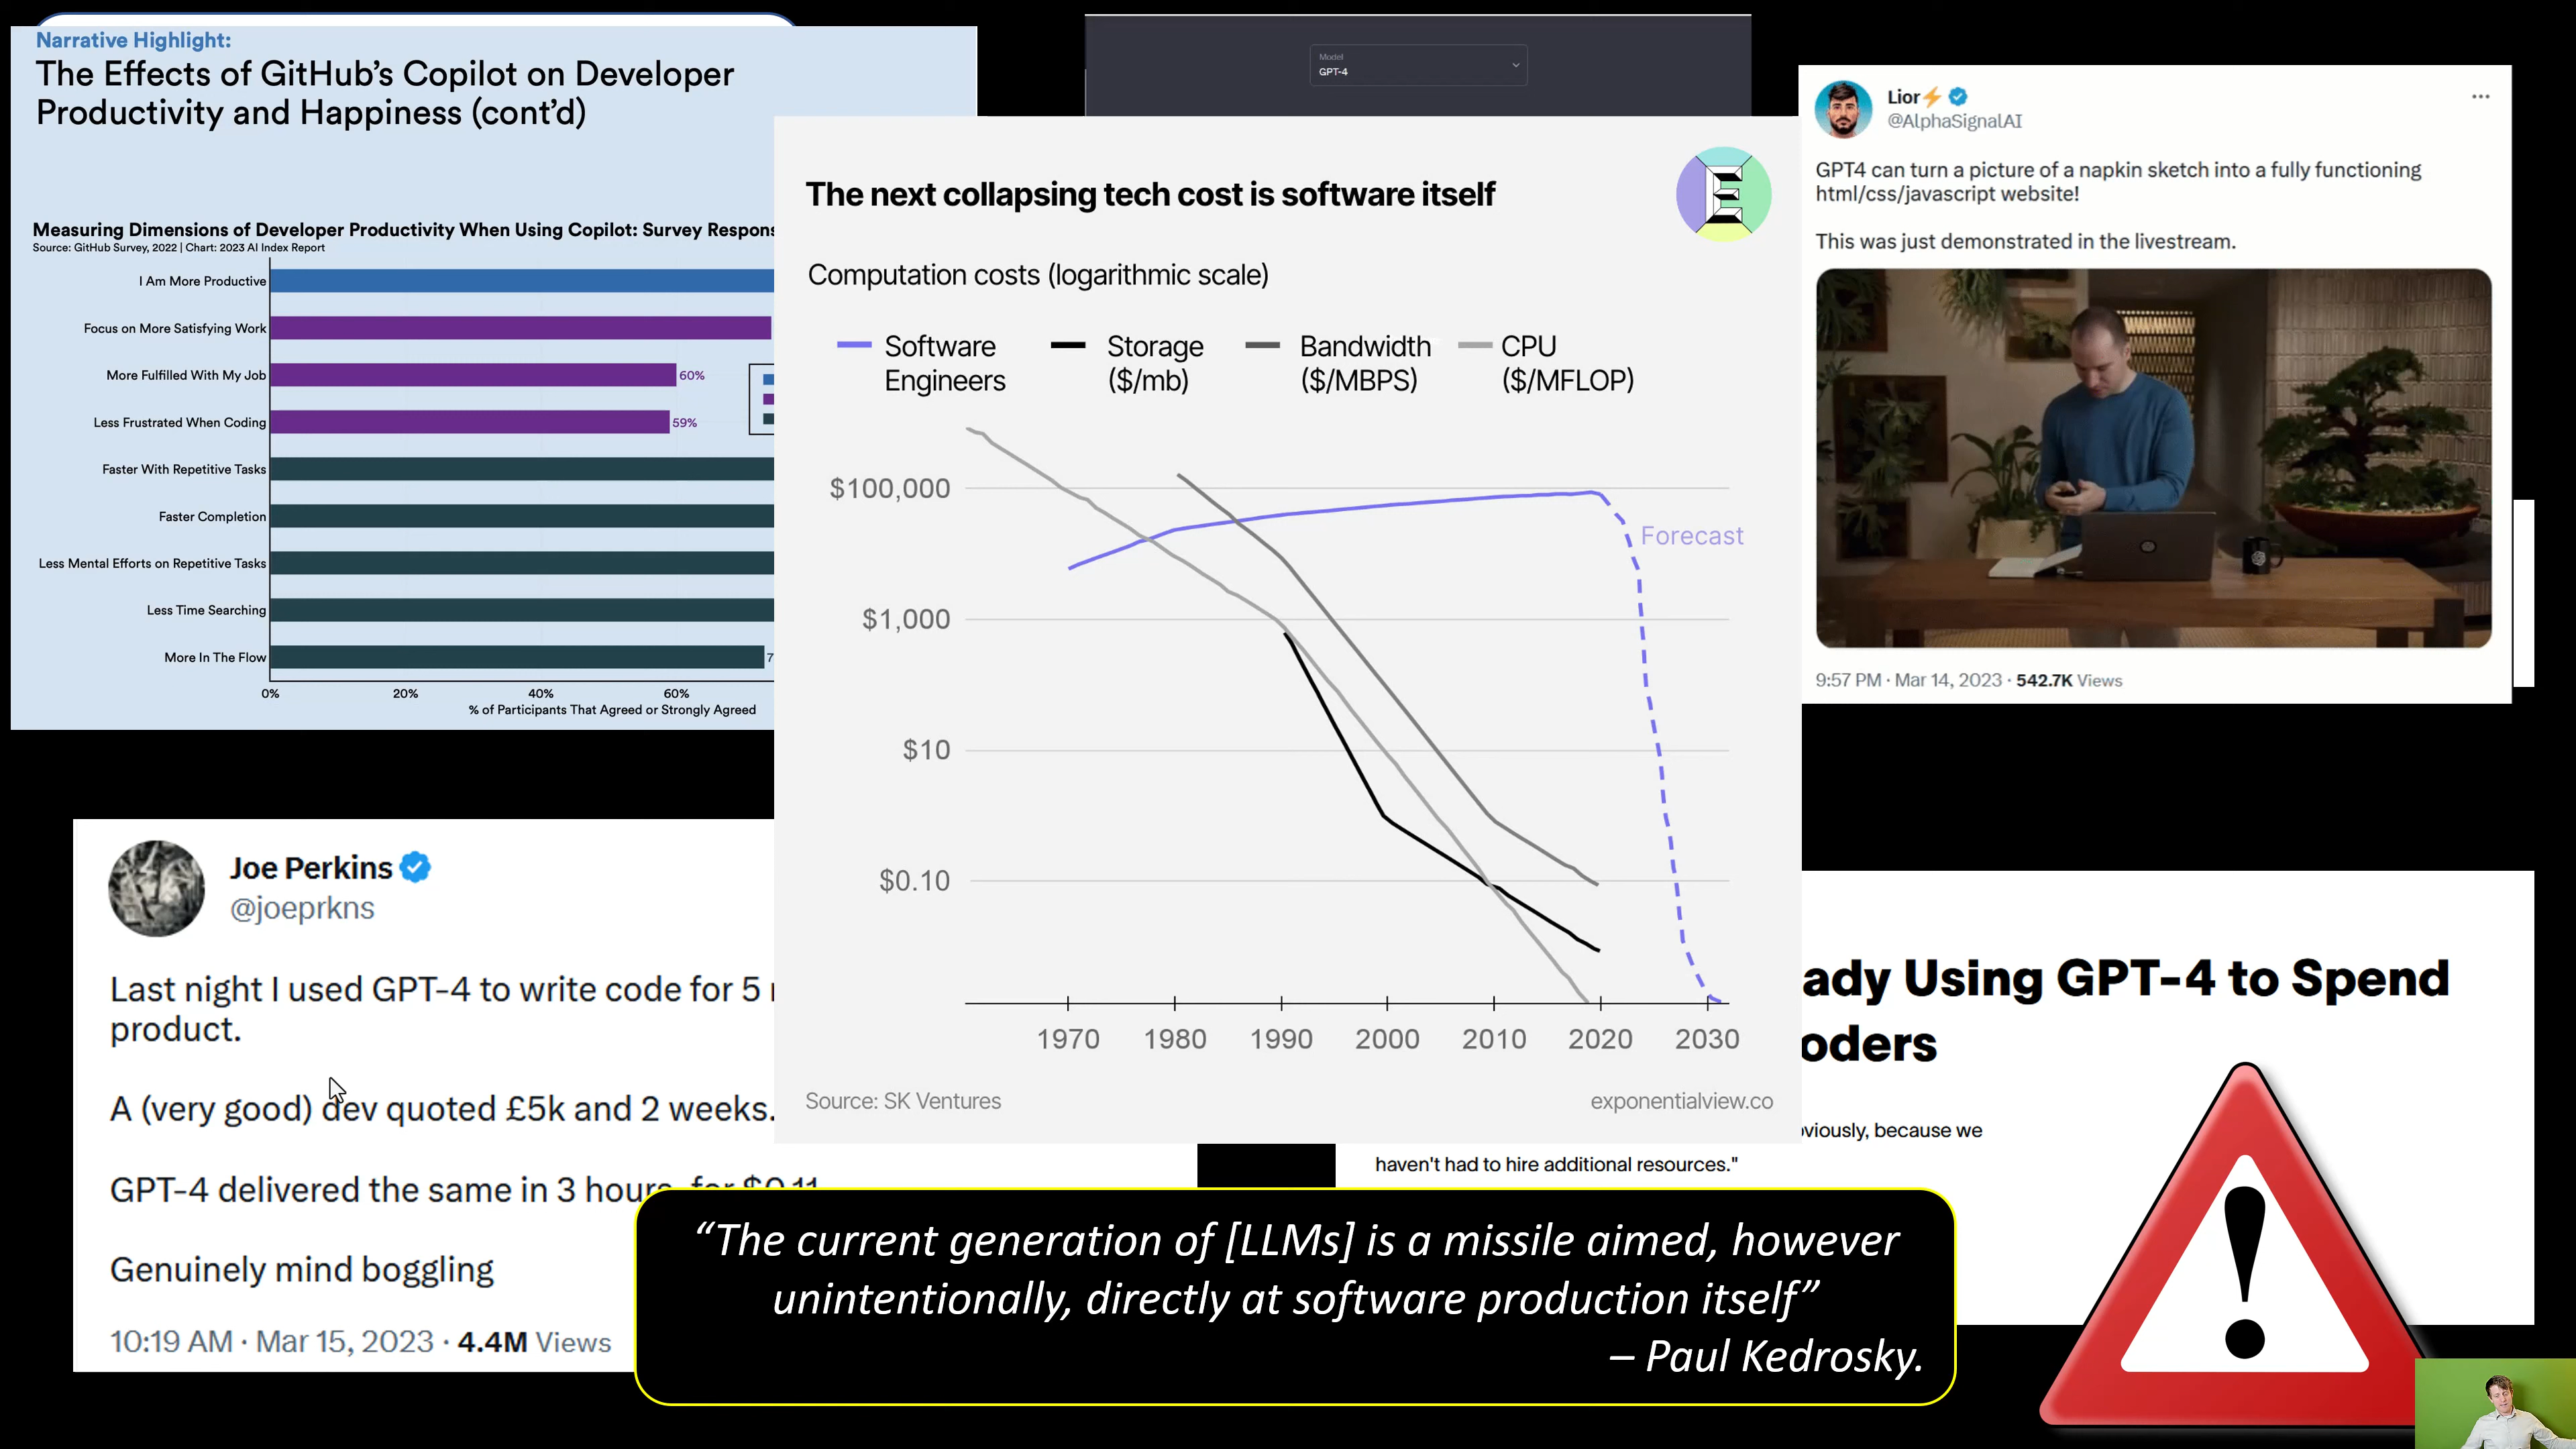 Narrative Highlight:
The Effects of GitHub’s Copilot on Developer
Productivity and Happiness (cont’d)
Measuring Dimensions of Developer Productivity When Using Copilot: Survey
Source: GitHub Survey, 2022 | Chart: 2023 AI Index Report
I Am More Productive
Focus on More Satisfying Work
More Fulfilled With My Job
60%
Less Frustrated When Coding
59%
Faster With Repetitive Tasks
Faster Completion
Less Mental Efforts on Repetitive Tasks
Less Time Searching
More In The Flow
0%
20%
40%
60%
% of Participants That Agreed or Strongly Agreed
Model
GPT-4
The next collapsing tech cost is software itself
E
Computation costs (logarithmic scale)
Software
Engineers
Storage
($/mb)
Bandwidth
($/MBPS)
CPU
($/MFLOP)
$100,000
$1,000
$10
$0.10
Forecast
1970
1980
1990
2000
2010
2020
2030
Source: SK Ventures
exponentialview.co
Lior
@AlphaSignalAI
GPT4 can turn a picture of a napkin sketch into a fully functioning
html/css/javascript website!
This was just demonstrated in the livestream.
9:57 PM · Mar 14, 2023 · 542.7K Views
Joe Perkins
@joeprkns
Last night I used GPT-4 to write code for 5
product.
A (very good) dev quoted £5k and 2 weeks.
GPT-4 delivered the same in 3 hours, for $0.11
Genuinely mind boggling
10:19 AM · Mar 15, 2023 · 4.4M Views
ady Using GPT-4 to Spend
oders
viously, because we
haven't had to hire additional resources."
“The current generation of [LLMs] is a missile aimed, however
unintentionally, directly at software production itself”
– Paul Kedrosky.
!